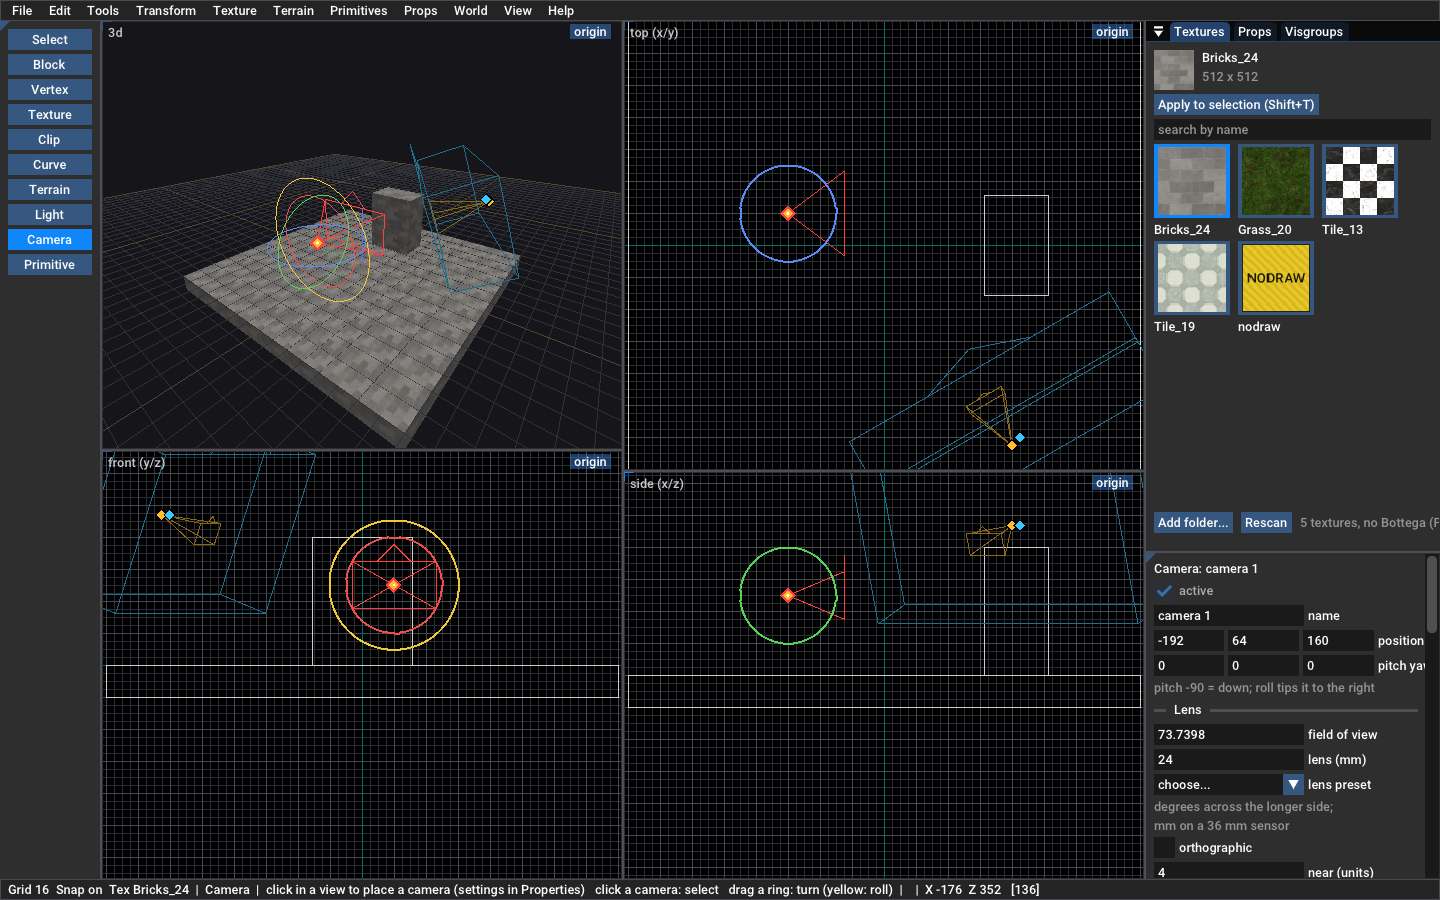 File Edit Tools Transform Texture Terrain Primitives Props World View Help
Select
Block
Vertex
Texture
Clip
Curve
Terrain
Light
Camera
Primitive
3d origin
top (x/y) origin
front (y/z) origin
side (x/z) origin
Textures Props Visgroups
Bricks_24
512 x 512
Apply to selection (Shift+T)
search by name
Bricks_24 Grass_20 Tile_13
NODRAW
Tile_19 nodraw
Add folder... Rescan 5 textures, no Bottega (F
Camera: camera 1
active
camera 1 name
-192 64 160 position
0 0 0 pitch ya
pitch -90 = down; roll tips it to the right
Lens
73.7398 field of view
24 lens (mm)
choose... lens preset
degrees across the longer side;
mm on a 36 mm sensor
orthographic
4 near (units)
Grid 16 Snap on Tex Bricks_24 | Camera | click in a view to place a camera (settings in Properties) click a camera: select drag a ring: turn (yellow: roll) | | X -176 Z 352 [136]